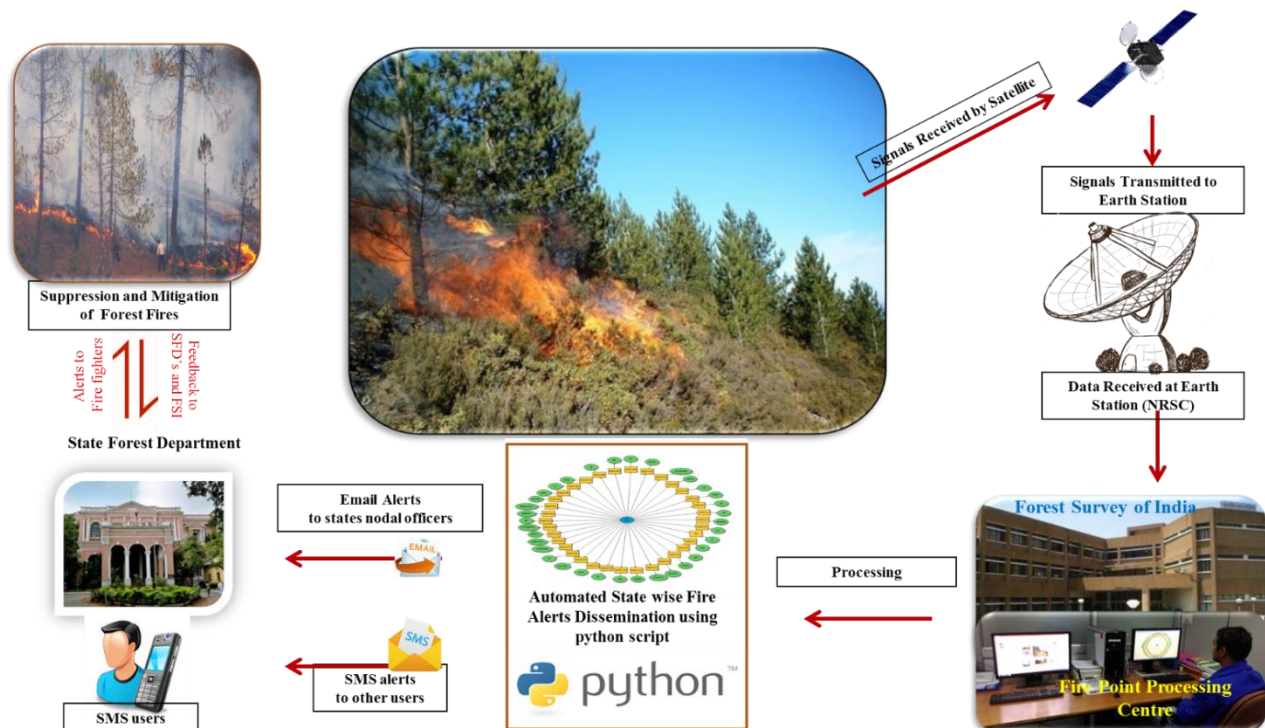 Signals Received by Satellite
Signals Transmitted to
Earth Station
Data Received at Earth
Station (NRSC)
Forest Survey of India
Fire Point Processing
Centre
Processing
Automated State wise Fire
Alerts Dissemination using
python script
python™
Email Alerts
to states nodal officers
EMAIL
SMS
SMS alerts
to other users
State Forest Department
SMS users
Alerts to
Fire fighters
Feedback to
SFD's and FSI
Suppression and Mitigation
of Forest Fires